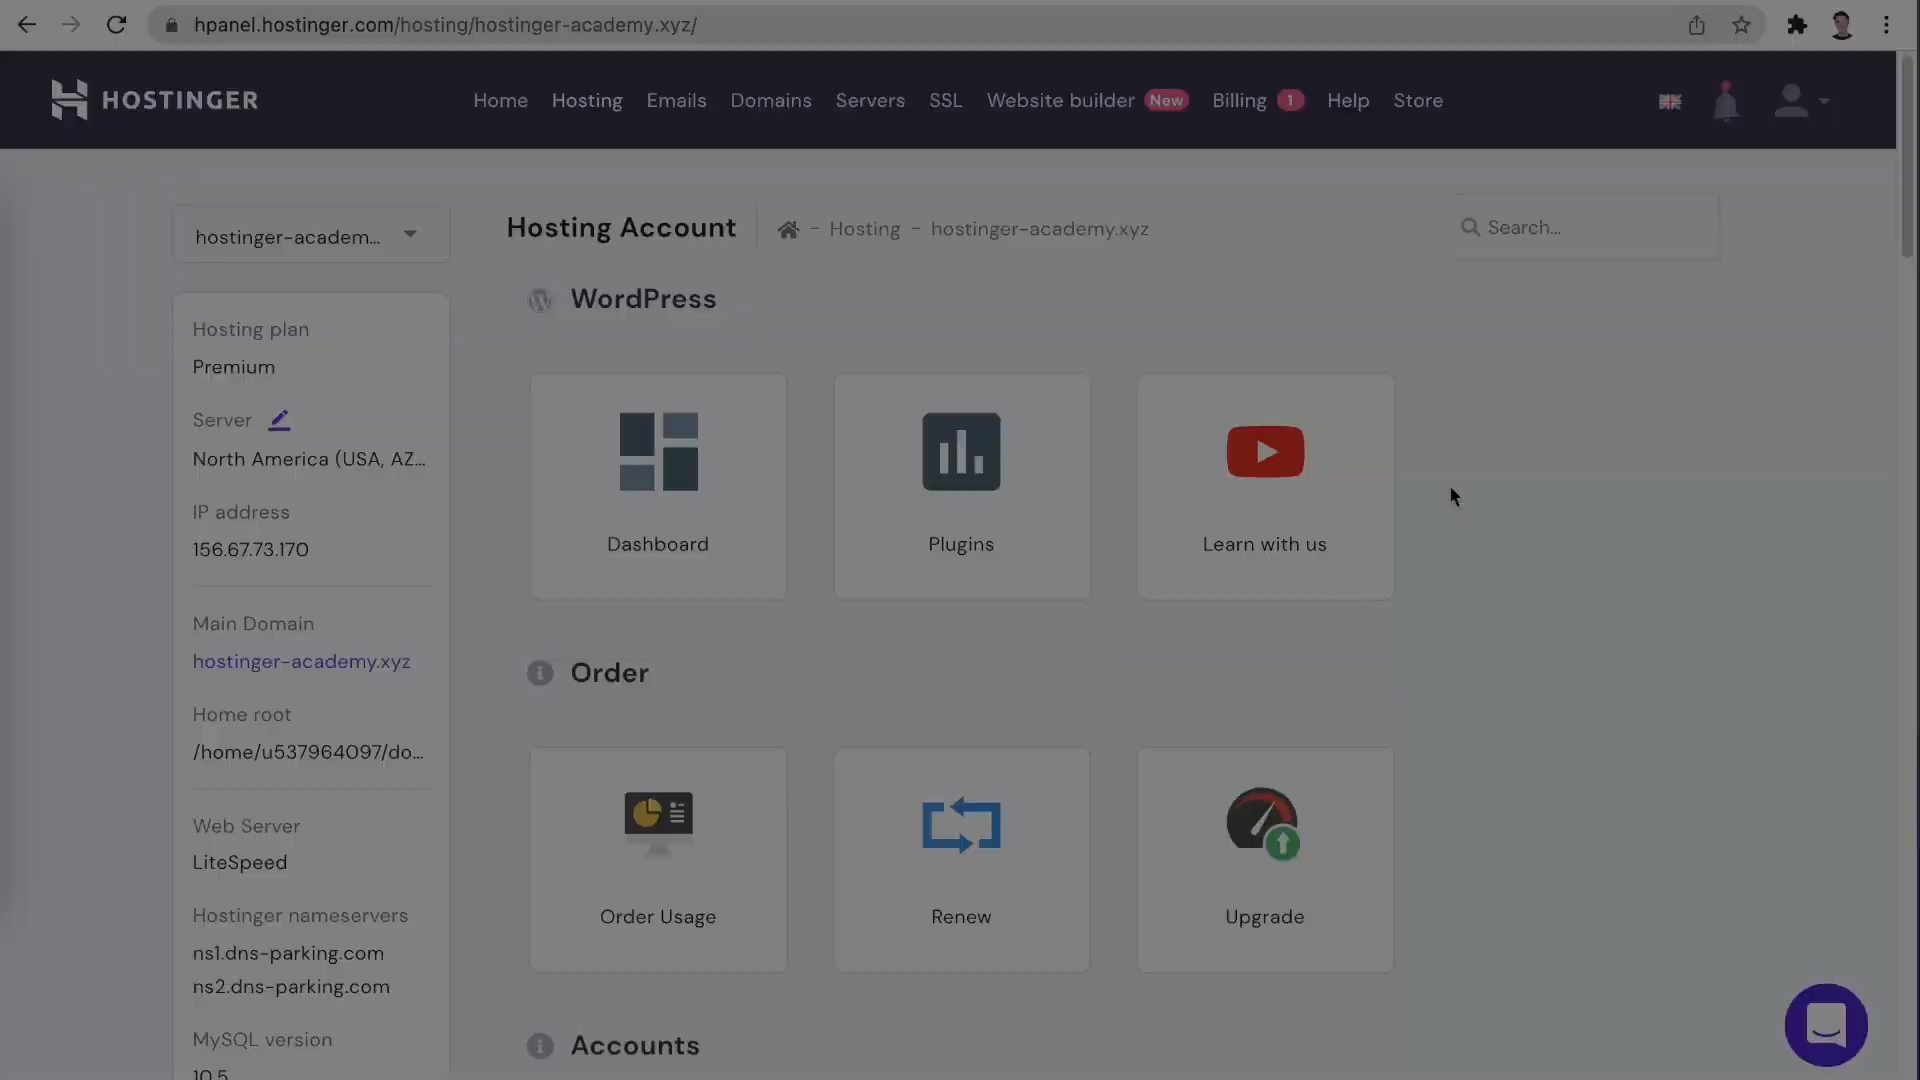 hpanel.hostinger.com/hosting/hostinger-academy.xyz/
HOSTINGER
Home Hosting Emails Domains Servers SSL Website builder New Billing 1 Help Store
hostinger-academ...
Hosting Account - Hosting - hostinger-academy.xyz
Search...
Hosting plan
Premium
Server
North America (USA, AZ...
IP address
156.67.73.170
Main Domain
hostinger-academy.xyz
Home root
/home/u537964097/do...
Web Server
LiteSpeed
Hostinger nameservers
ns1.dns-parking.com
ns2.dns-parking.com
MySQL version
10.5
WordPress
Dashboard
Plugins
Learn with us
Order
Order Usage
Renew
Upgrade
Accounts